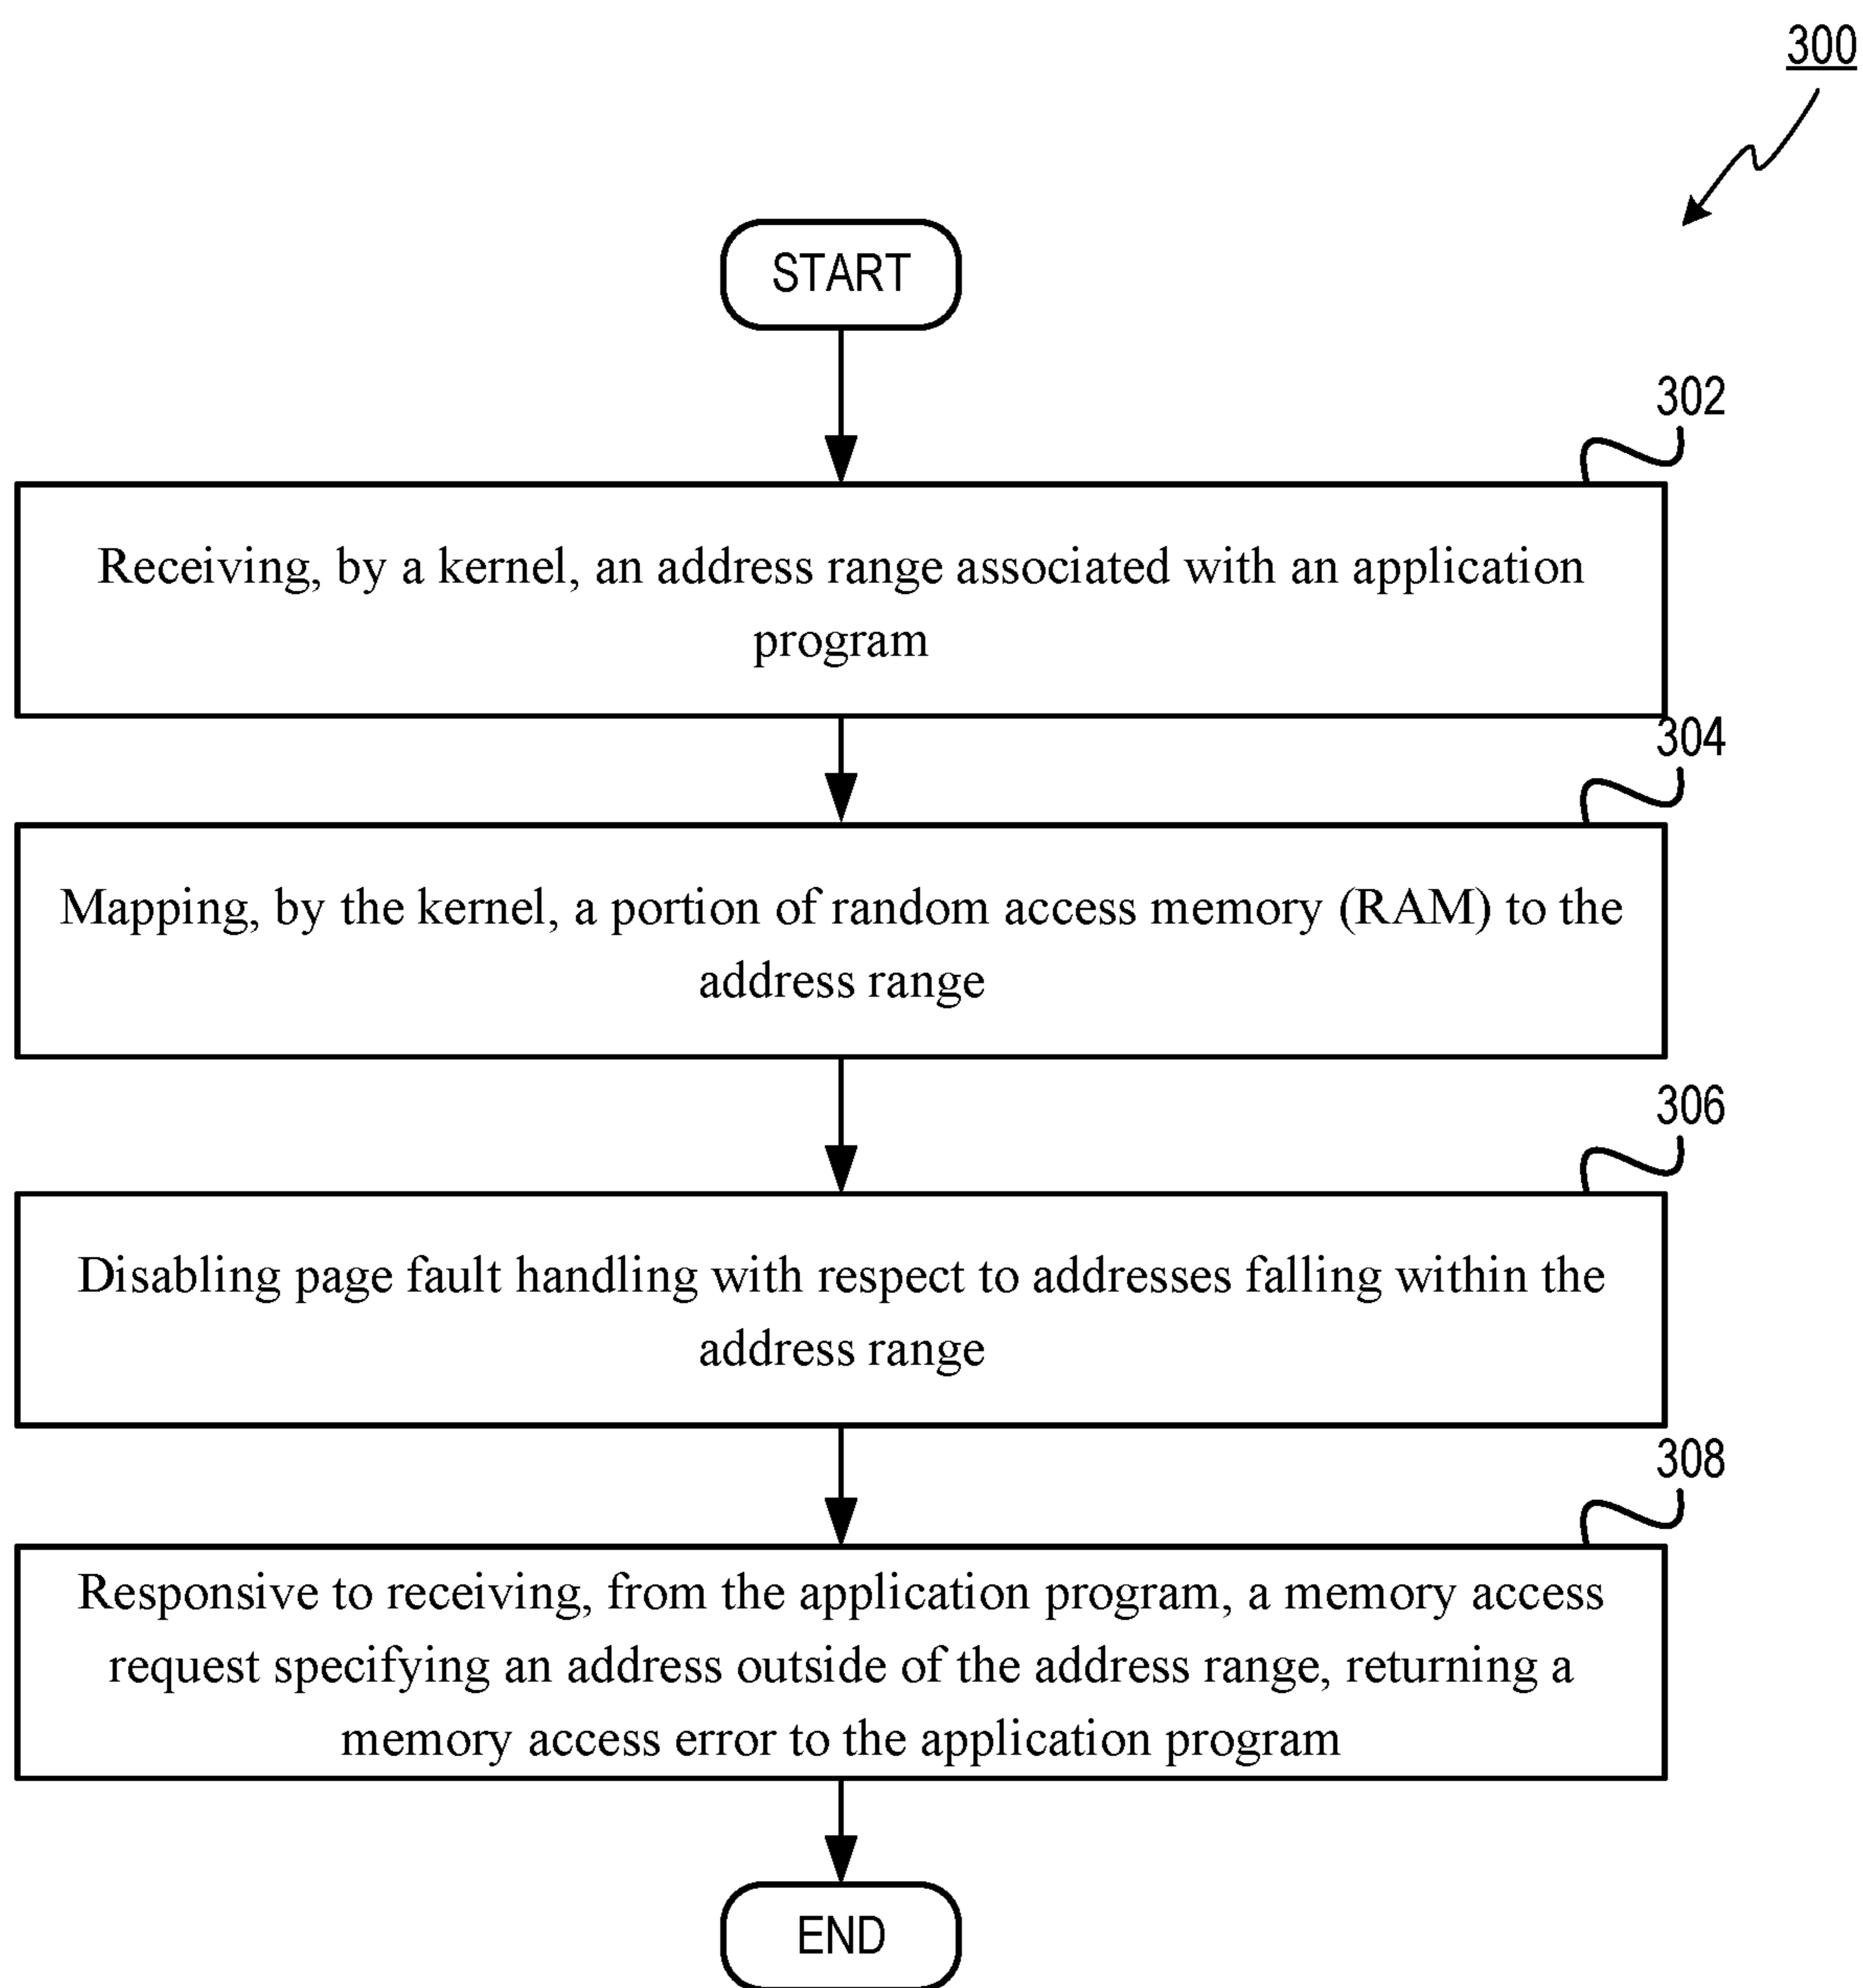 300
START
302
Receiving, by a kernel, an address range associated with an application
program
304
Mapping, by the kernel, a portion of random access memory (RAM) to the
address range
306
Disabling page fault handling with respect to addresses falling within the
address range
308
Responsive to receiving, from the application program, a memory access
request specifying an address outside of the address range, returning a
memory access error to the application program
END